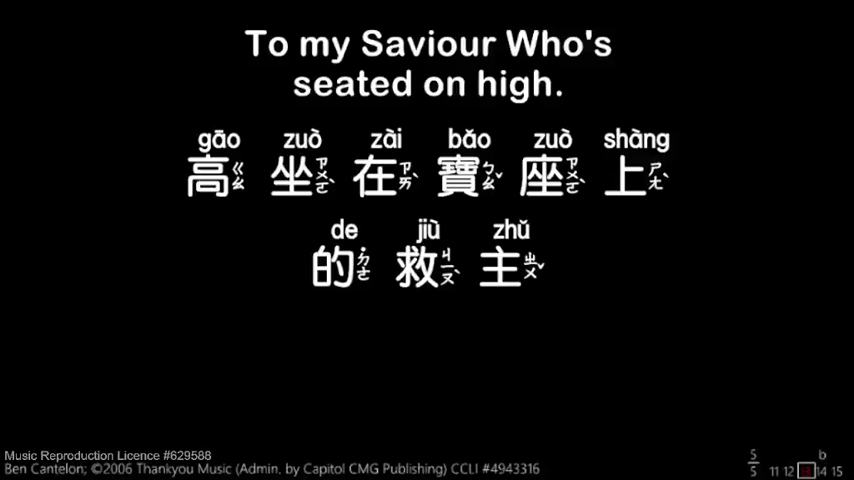 To my Saviour Who's
seated on high.
gāo zuò zài bǎo zuò shàng
高ㄍㄠ 坐ㄗㄨㄛˋ 在ㄗㄞˋ 寶ㄅㄠˇ 座ㄗㄨㄛˋ 上ㄕㄤˋ
de jiù zhǔ
的˙ㄉㄜ 救ㄐㄧㄡˋ 主ㄓㄨˇ
Music Reproduction Licence #629588
Ben Cantelon; ©2006 Thankyou Music (Admin. by Capitol CMG Publishing) CCLI #4943316
5 b
5 11 12 13 14 15